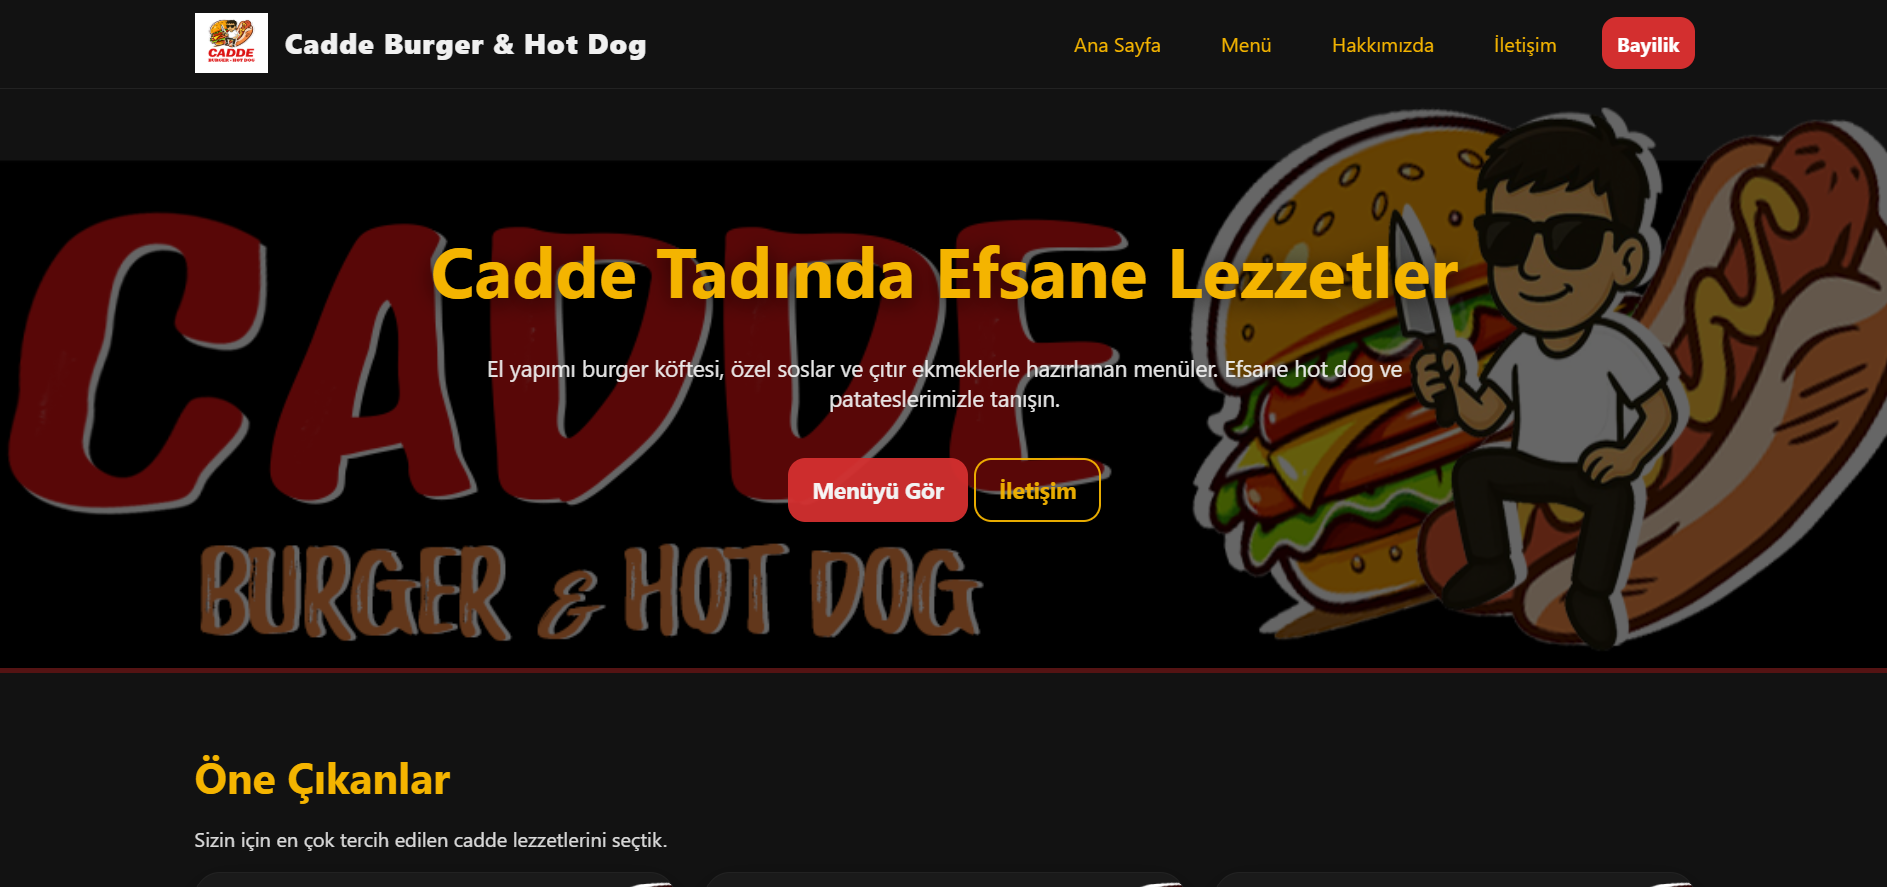 CADDE
BURGER - HOT DOG
Cadde Burger & Hot Dog
Ana Sayfa
Menü
Hakkımızda
İletişim
Bayilik
CADDE
Cadde Tadında Efsane Lezzetler
El yapımı burger köftesi, özel soslar ve çıtır ekmeklerle hazırlanan menüler. Efsane hot dog ve
patateslerimizle tanışın.
Menüyü Gör
İletişim
BURGER & HOT DOG
Öne Çıkanlar
Sizin için en çok tercih edilen cadde lezzetlerini seçtik.